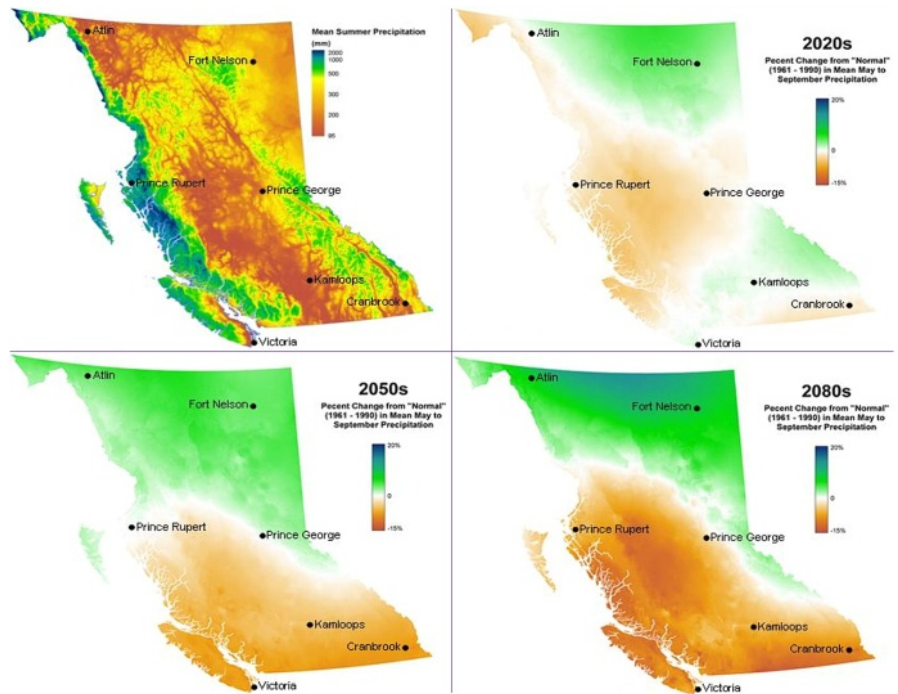 Atlin
Mean Summer Precipitation
(mm)
2000
1000
500
300
200
95
Fort Nelson
Prince Rupert
Prince George
Kamloops
Cranbrook
Victoria
Atlin
2020s
Pecent Change from "Normal"
(1961 - 1990) in Mean May to
September Precipitation
20%
0
-15%
Fort Nelson
Prince Rupert
Prince George
Kamloops
Cranbrook
Victoria
Atlin
2050s
Pecent Change from "Normal"
(1961 - 1990) in Mean May to
September Precipitation
20%
0
-15%
Fort Nelson
Prince Rupert
Prince George
Kamloops
Cranbrook
Victoria
Atlin
2080s
Pecent Change from "Normal"
(1961 - 1990) in Mean May to
September Precipitation
20%
0
-15%
Fort Nelson
Prince Rupert
Prince George
Kamloops
Cranbrook
Victoria